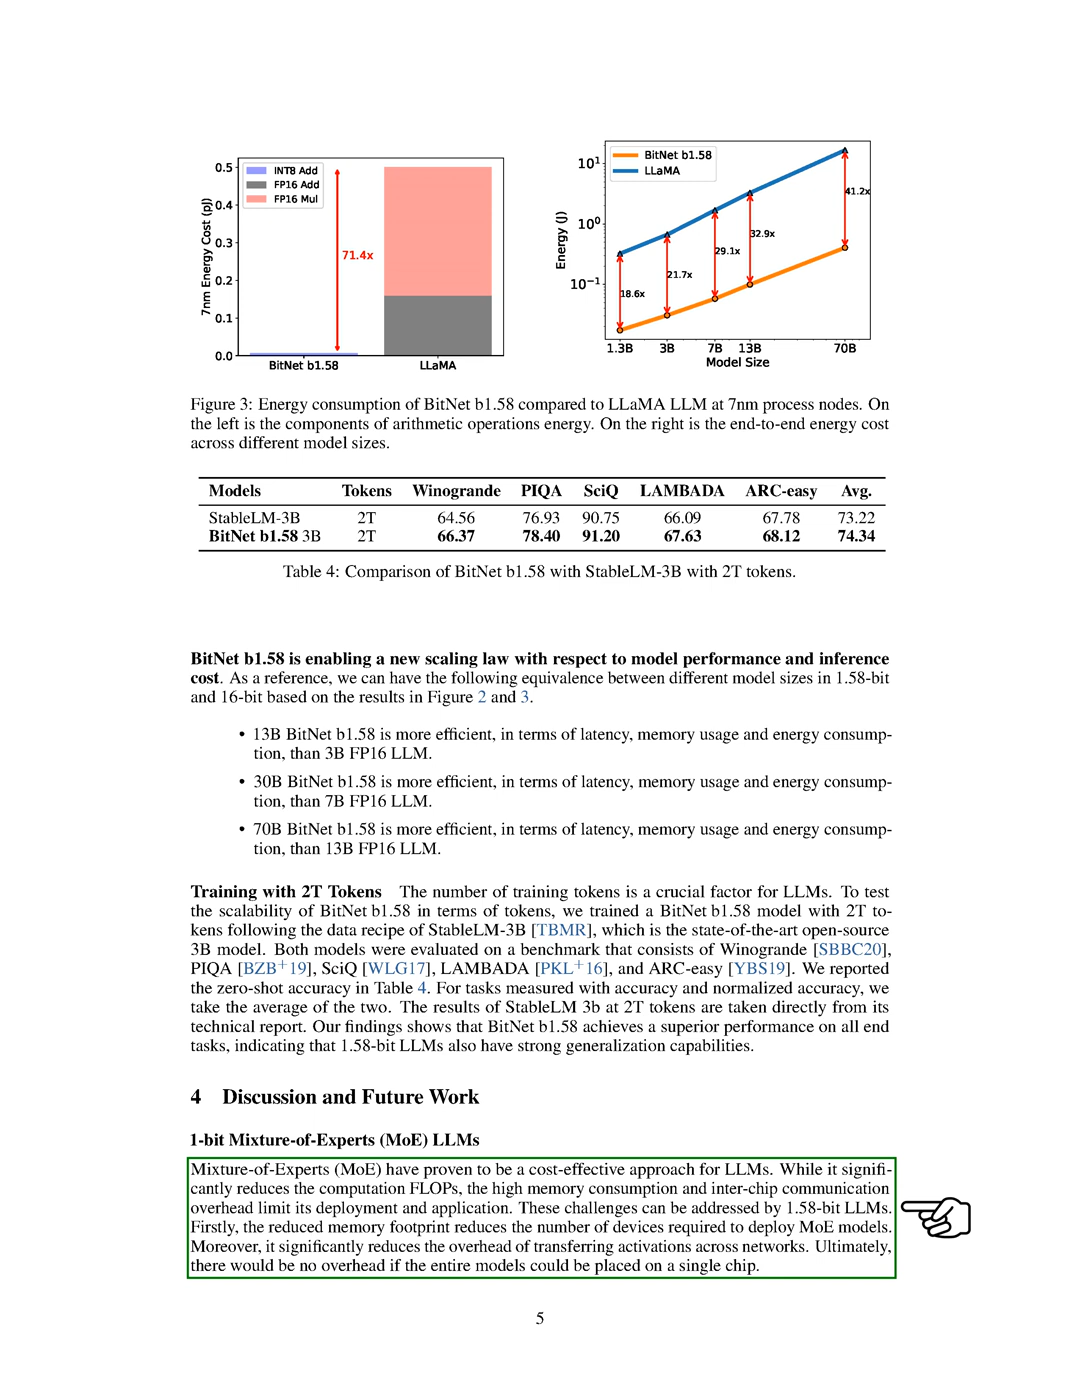 0.5
0.4
0.3
0.2
0.1
0.0
7nm Energy Cost (pJ)
INT8 Add
FP16 Add
FP16 Mul
71.4x
BitNet b1.58
LLaMA
10¹
10⁰
10⁻¹
Energy (J)
BitNet b1.58
LLaMA
18.6x
21.7x
29.1x
32.9x
41.2x
1.3B 3B 7B 13B 70B
Model Size
Figure 3: Energy consumption of BitNet b1.58 compared to LLaMA LLM at 7nm process nodes. On
the left is the components of arithmetic operations energy. On the right is the end-to-end energy cost
across different model sizes.
Models Tokens Winogrande PIQA SciQ LAMBADA ARC-easy Avg.
StableLM-3B 2T 64.56 76.93 90.75 66.09 67.78 73.22
BitNet b1.58 3B 2T 66.37 78.40 91.20 67.63 68.12 74.34
Table 4: Comparison of BitNet b1.58 with StableLM-3B with 2T tokens.
BitNet b1.58 is enabling a new scaling law with respect to model performance and inference
cost. As a reference, we can have the following equivalence between different model sizes in 1.58-bit
and 16-bit based on the results in Figure 2 and 3.
• 13B BitNet b1.58 is more efficient, in terms of latency, memory usage and energy consump-
tion, than 3B FP16 LLM.
• 30B BitNet b1.58 is more efficient, in terms of latency, memory usage and energy consump-
tion, than 7B FP16 LLM.
• 70B BitNet b1.58 is more efficient, in terms of latency, memory usage and energy consump-
tion, than 13B FP16 LLM.
Training with 2T Tokens The number of training tokens is a crucial factor for LLMs. To test
the scalability of BitNet b1.58 in terms of tokens, we trained a BitNet b1.58 model with 2T to-
kens following the data recipe of StableLM-3B [TBMR], which is the state-of-the-art open-source
3B model. Both models were evaluated on a benchmark that consists of Winogrande [SBBC20],
PIQA [BZB+19], SciQ [WLG17], LAMBADA [PKL+16], and ARC-easy [YBS19]. We reported
the zero-shot accuracy in Table 4. For tasks measured with accuracy and normalized accuracy, we
take the average of the two. The results of StableLM 3b at 2T tokens are taken directly from its
technical report. Our findings shows that BitNet b1.58 achieves a superior performance on all end
tasks, indicating that 1.58-bit LLMs also have strong generalization capabilities.
4 Discussion and Future Work
1-bit Mixture-of-Experts (MoE) LLMs
Mixture-of-Experts (MoE) have proven to be a cost-effective approach for LLMs. While it signifi-
cantly reduces the computation FLOPs, the high memory consumption and inter-chip communication
overhead limit its deployment and application. These challenges can be addressed by 1.58-bit LLMs.
Firstly, the reduced memory footprint reduces the number of devices required to deploy MoE models.
Moreover, it significantly reduces the overhead of transferring activations across networks. Ultimately,
there would be no overhead if the entire models could be placed on a single chip.
5